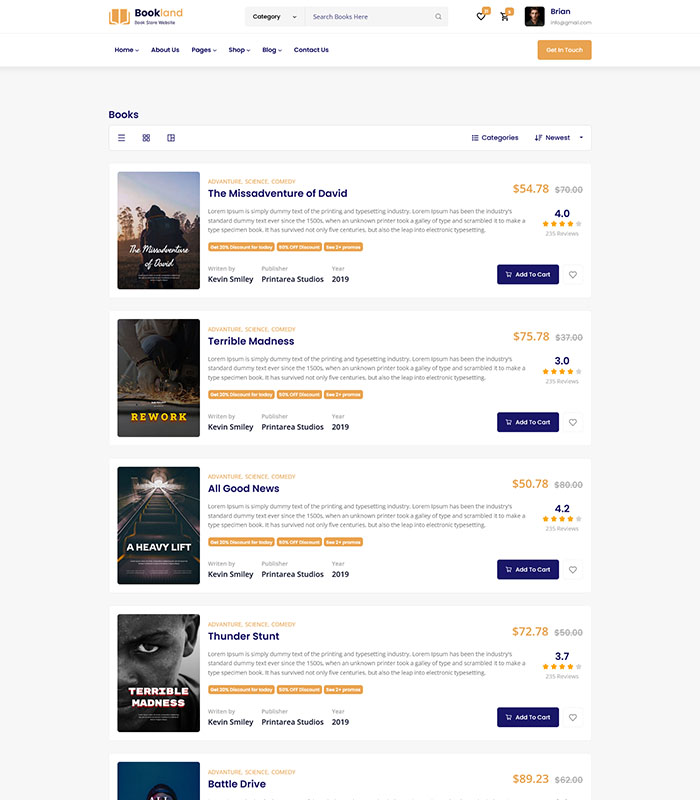 Bookland
Book Store Website
Category
Search Books Here
Brian
info@gmail.com
Home
About Us
Pages
Shop
Blog
Contact Us
Get In Touch
Books
Categories
Newest
The Missadventure
of David
ADVANTURE, SCIENCE, COMEDY
The Missadventure of David
$54.78 $70.00
Lorem Ipsum is simply dummy text of the printing and typesetting industry. Lorem Ipsum has been the industry's
standard dummy text ever since the 1500s, when an unknown printer took a galley of type and scrambled it to make a
type specimen book. It has survived not only five centuries, but also the leap into electronic typesetting.
4.0
235 Reviews
Get 20% Discount for today
50% OFF Discount
See 2+ promos
Writen by
Kevin Smiley
Publisher
Printarea Studios
Year
2019
Add To Cart
REWORK
ADVANTURE, SCIENCE, COMEDY
Terrible Madness
$75.78 $37.00
Lorem Ipsum is simply dummy text of the printing and typesetting industry. Lorem Ipsum has been the industry's
standard dummy text ever since the 1500s, when an unknown printer took a galley of type and scrambled it to make a
type specimen book. It has survived not only five centuries, but also the leap into electronic typesetting.
3.0
235 Reviews
Get 20% Discount for today
50% OFF Discount
See 2+ promos
Writen by
Kevin Smiley
Publisher
Printarea Studios
Year
2019
Add To Cart
A HEAVY LIFT
ADVANTURE, SCIENCE, COMEDY
All Good News
$50.78 $80.00
Lorem Ipsum is simply dummy text of the printing and typesetting industry. Lorem Ipsum has been the industry's
standard dummy text ever since the 1500s, when an unknown printer took a galley of type and scrambled it to make a
type specimen book. It has survived not only five centuries, but also the leap into electronic typesetting.
4.2
235 Reviews
Get 20% Discount for today
50% OFF Discount
See 2+ promos
Writen by
Kevin Smiley
Publisher
Printarea Studios
Year
2019
Add To Cart
TERRIBLE
MADNESS
ADVANTURE, SCIENCE, COMEDY
Thunder Stunt
$72.78 $50.00
Lorem Ipsum is simply dummy text of the printing and typesetting industry. Lorem Ipsum has been the industry's
standard dummy text ever since the 1500s, when an unknown printer took a galley of type and scrambled it to make a
type specimen book. It has survived not only five centuries, but also the leap into electronic typesetting.
3.7
235 Reviews
Get 20% Discount for today
50% OFF Discount
See 2+ promos
Writen by
Kevin Smiley
Publisher
Printarea Studios
Year
2019
Add To Cart
ALL
ADVANTURE, SCIENCE, COMEDY
Battle Drive
$89.23 $62.00